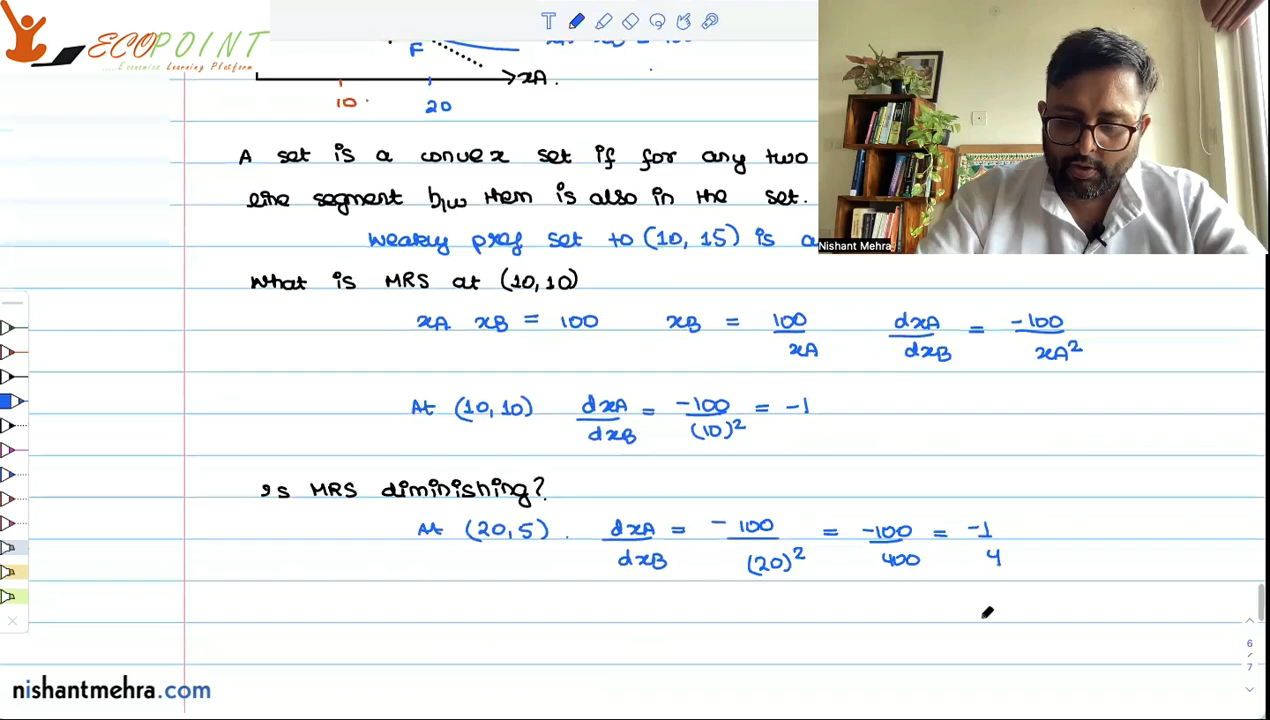 ECOPOINT
....Economics Learning Platform
F
xA.
10
20
A set is a convex set if for any two
line segment b/w them is also in the set.
Weakly pref set to (10, 15) is a
Nishant Mehra
What is MRS at (10,10)
xA xB = 100 xB = 100/xA dxA/dxB = -100/xA²
At (10,10) dxA/dxB = -100/(10)² = -1
Is MRS diminishing?
At (20,5). dxA/dxB = -100/(20)² = -100/400 = -1/4
6
7
nishantmehra.com